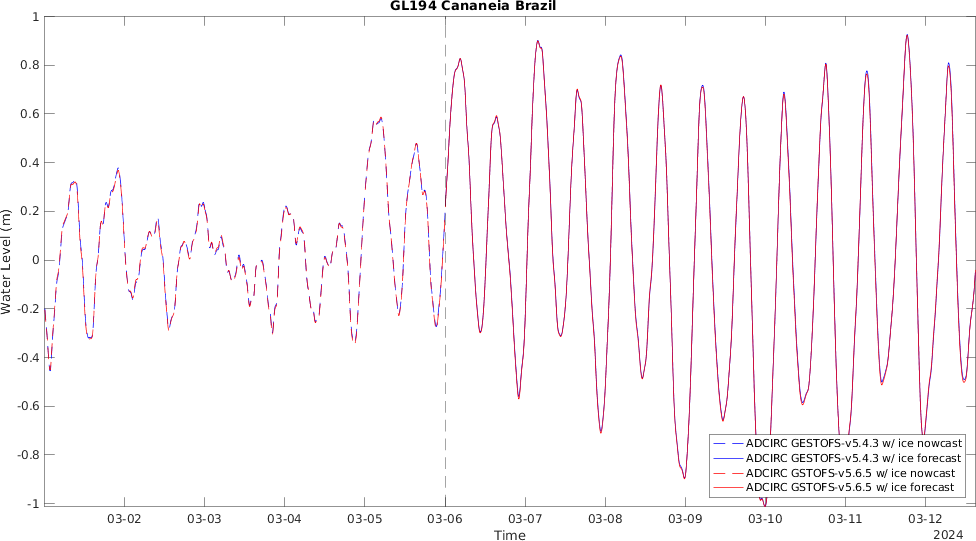 GL194 Cananeia Brazil
1
0.8
0.6
0.4
0.2
0
-0.2
-0.4
-0.6
-0.8
-1
Water Level (m)
ADCIRC GESTOFS-v5.4.3 w/ ice nowcast
ADCIRC GESTOFS-v5.4.3 w/ ice forecast
ADCIRC GSTOFS-v5.6.5 w/ ice nowcast
ADCIRC GSTOFS-v5.6.5 w/ ice forecast
03-02 03-03 03-04 03-05 03-06 03-07 03-08 03-09 03-10 03-11 03-12
Time
2024